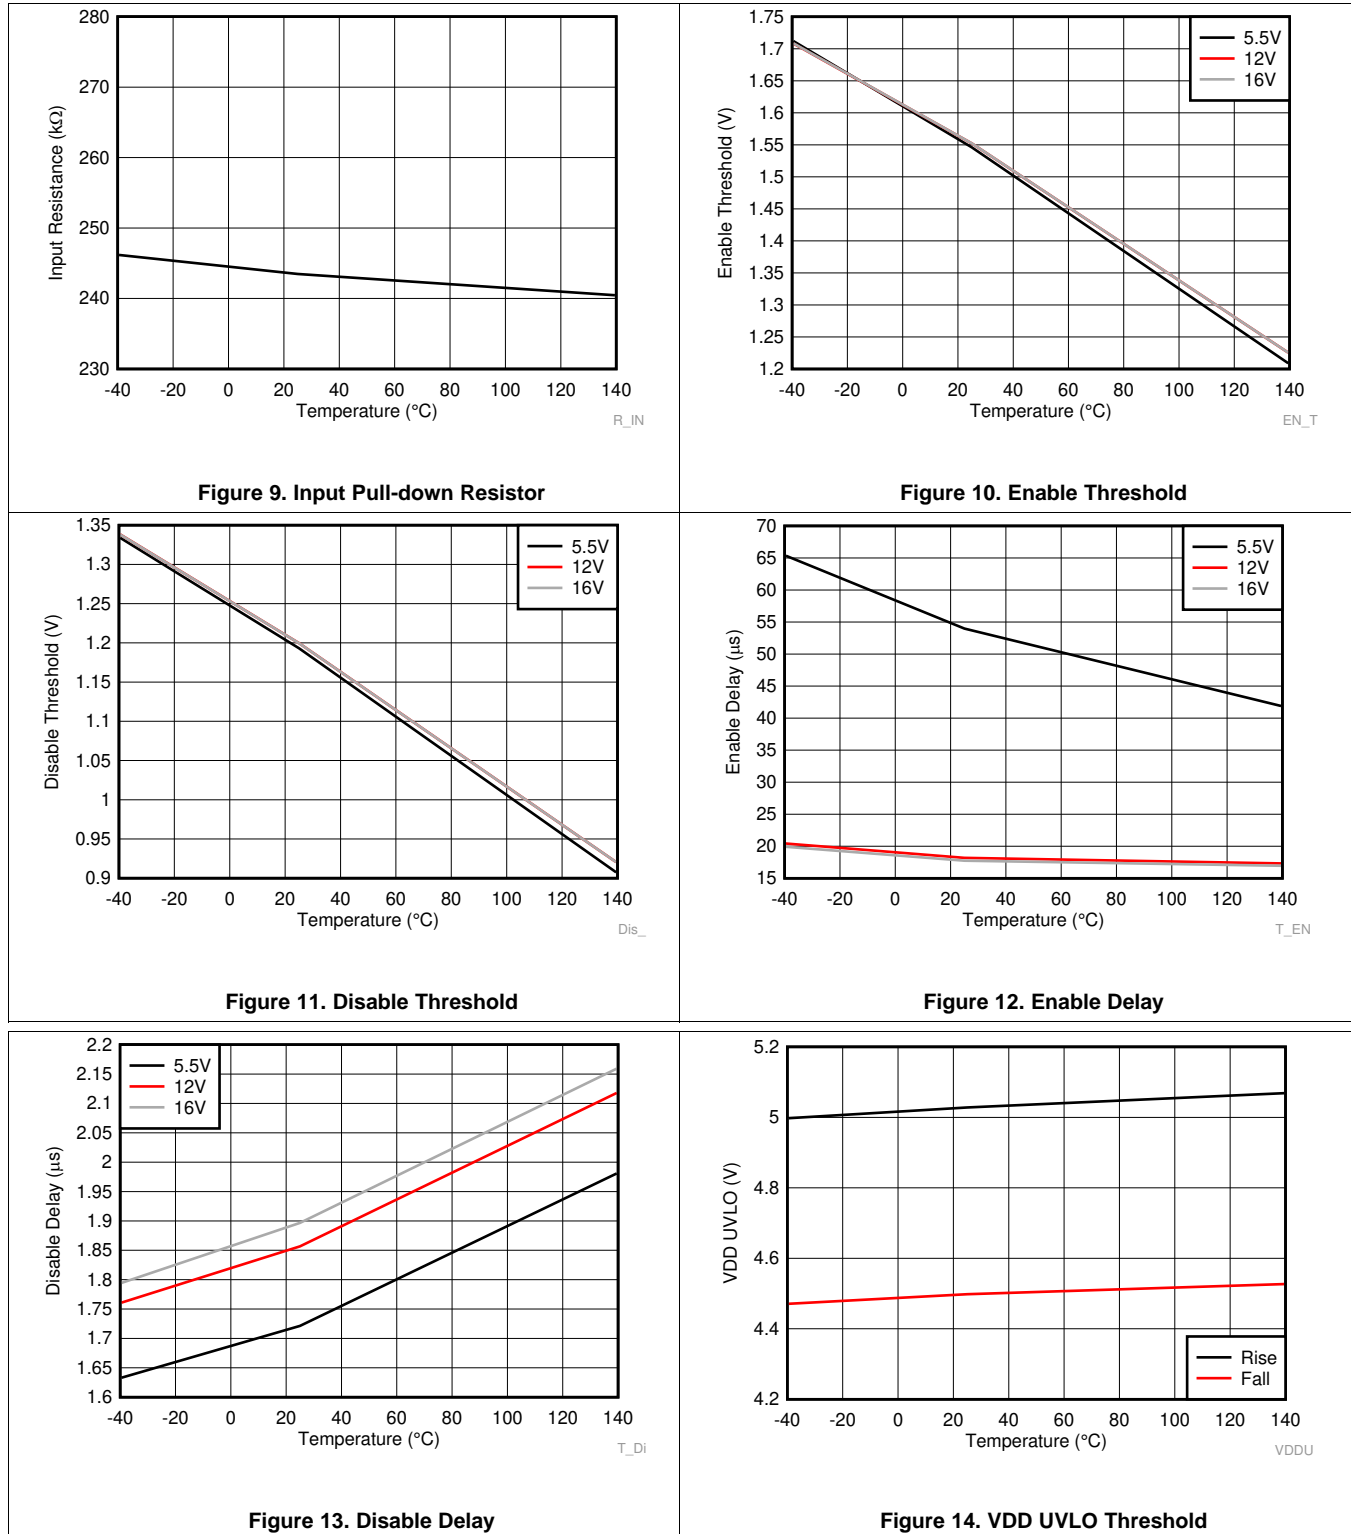 280
270
260
250
240
230
Input Resistance (kΩ)
-40 -20 0 20 40 60 80 100 120 140
Temperature (°C)
R_IN
Figure 9. Input Pull-down Resistor
1.75
1.7
1.65
1.6
1.55
1.5
1.45
1.4
1.35
1.3
1.25
1.2
Enable Threshold (V)
5.5V
12V
16V
-40 -20 0 20 40 60 80 100 120 140
Temperature (°C)
EN_T
Figure 10. Enable Threshold
1.35
1.3
1.25
1.2
1.15
1.1
1.05
1
0.95
0.9
Disable Threshold (V)
5.5V
12V
16V
-40 -20 0 20 40 60 80 100 120 140
Temperature (°C)
Dis_
Figure 11. Disable Threshold
70
65
60
55
50
45
40
35
30
25
20
15
Enable Delay (μs)
5.5V
12V
16V
-40 -20 0 20 40 60 80 100 120 140
Temperature (°C)
T_EN
Figure 12. Enable Delay
2.2
2.15
2.1
2.05
2
1.95
1.9
1.85
1.8
1.75
1.7
1.65
1.6
Disable Delay (μs)
5.5V
12V
16V
-40 -20 0 20 40 60 80 100 120 140
Temperature (°C)
T_Di
Figure 13. Disable Delay
5.2
5
4.8
4.6
4.4
4.2
VDD UVLO (V)
Rise
Fall
-40 -20 0 20 40 60 80 100 120 140
Temperature (°C)
VDDU
Figure 14. VDD UVLO Threshold